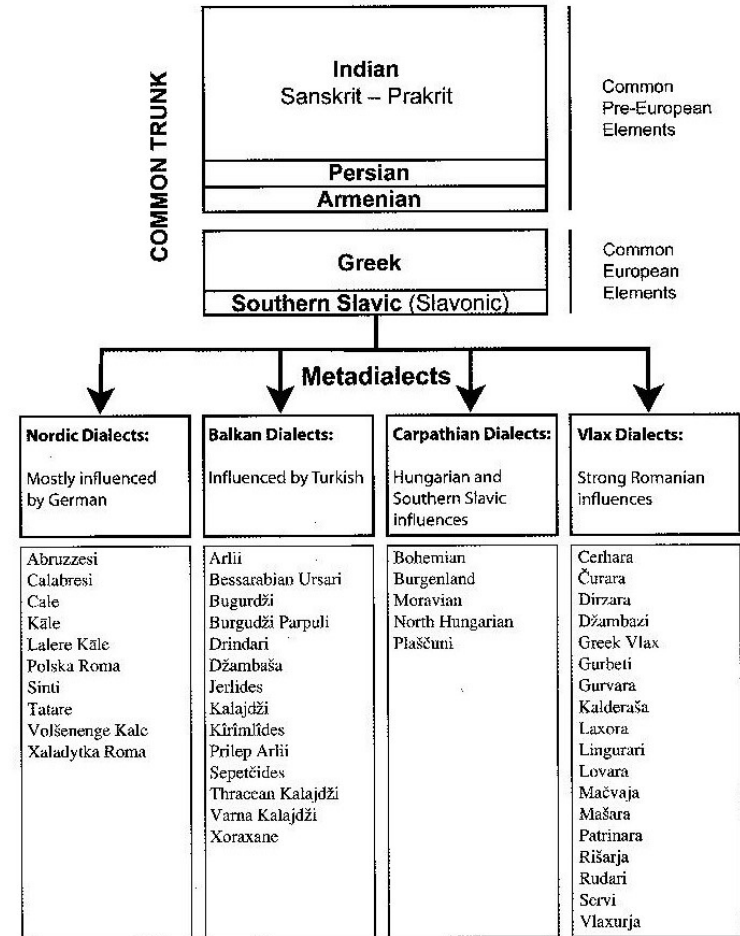 COMMON TRUNK
Indian
Sanskrit – Prakrit
Persian
Armenian
Common
Pre-European
Elements
Greek
Southern Slavic (Slavonic)
Common
European
Elements
Metadialects
Nordic Dialects:
Mostly influenced
by German
Abruzzesi
Calabresi
Cale
Kāle
Lalere Kāle
Polska Roma
Sinti
Tatare
Volšenenge Kale
Xaladytka Roma
Balkan Dialects:
Influenced by Turkish
Arlii
Bessarabian Ursari
Bugurdži
Burgudži Parpuli
Drindari
Džambaša
Jerlides
Kalajdži
Kîrîmlîdes
Prilep Arlii
Sepetčides
Thracean Kalajdži
Varna Kalajdži
Xoraxane
Carpathian Dialects:
Hungarian and
Southern Slavic
influences
Bohemian
Burgenland
Moravian
North Hungarian
Plaščuni
Vlax Dialects:
Strong Romanian
influences
Cerhara
Čurara
Dirzara
Džambazi
Greek Vlax
Gurbeti
Gurvara
Kalderaša
Laxora
Lingurari
Lovara
Mačvaja
Mašara
Patrinara
Rišarja
Rudari
Servi
Vlaxurja